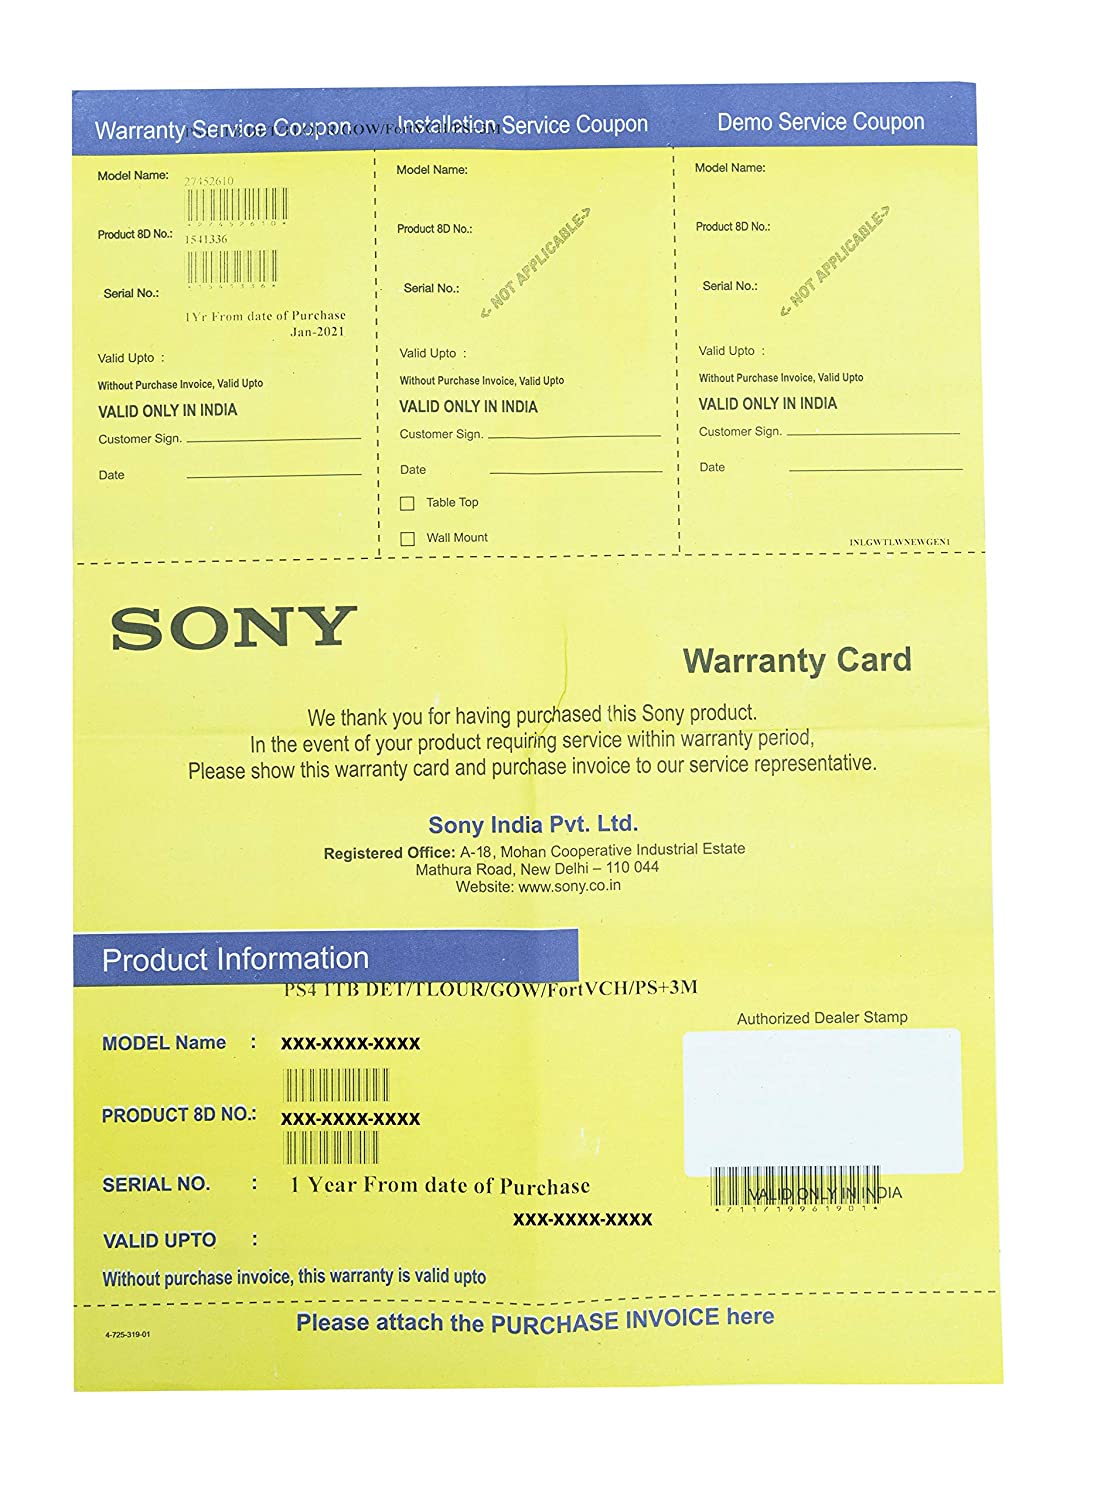 Warranty Service Coupon
Installation Service Coupon
Demo Service Coupon
Model Name:
27452610
*27452610*
Product 8D No.:
1541336
*1541336*
Serial No.:
1Yr From date of Purchase
Jan-2021
Valid Upto :
Without Purchase Invoice, Valid Upto
VALID ONLY IN INDIA
Customer Sign.
Date
Model Name:
Product 8D No.:
<- NOT APPLICABLE->
Serial No.:
Valid Upto :
Without Purchase Invoice, Valid Upto
VALID ONLY IN INDIA
Customer Sign.
Date
Table Top
Wall Mount
Model Name:
Product 8D No.:
<- NOT APPLICABLE->
Serial No.:
Valid Upto :
Without Purchase Invoice, Valid Upto
VALID ONLY IN INDIA
Customer Sign.
Date
INLGWTLWNEWGEN1
SONY
Warranty Card
We thank you for having purchased this Sony product.
In the event of your product requiring service within warranty period,
Please show this warranty card and purchase invoice to our service representative.
Sony India Pvt. Ltd.
Registered Office: A-18, Mohan Cooperative Industrial Estate
Mathura Road, New Delhi – 110 044
Website: www.sony.co.in
Product Information
PS4 1TB DET/TLOUR/GOW/FortVCH/PS+3M
Authorized Dealer Stamp
MODEL Name : XXX-XXXX-XXXX
PRODUCT 8D NO.: XXX-XXXX-XXXX
SERIAL NO. : 1 Year From date of Purchase
VALID ONLY IN INDIA
*711719961901*
XXX-XXXX-XXXX
VALID UPTO :
Without purchase invoice, this warranty is valid upto
Please attach the PURCHASE INVOICE here
4-725-319-01